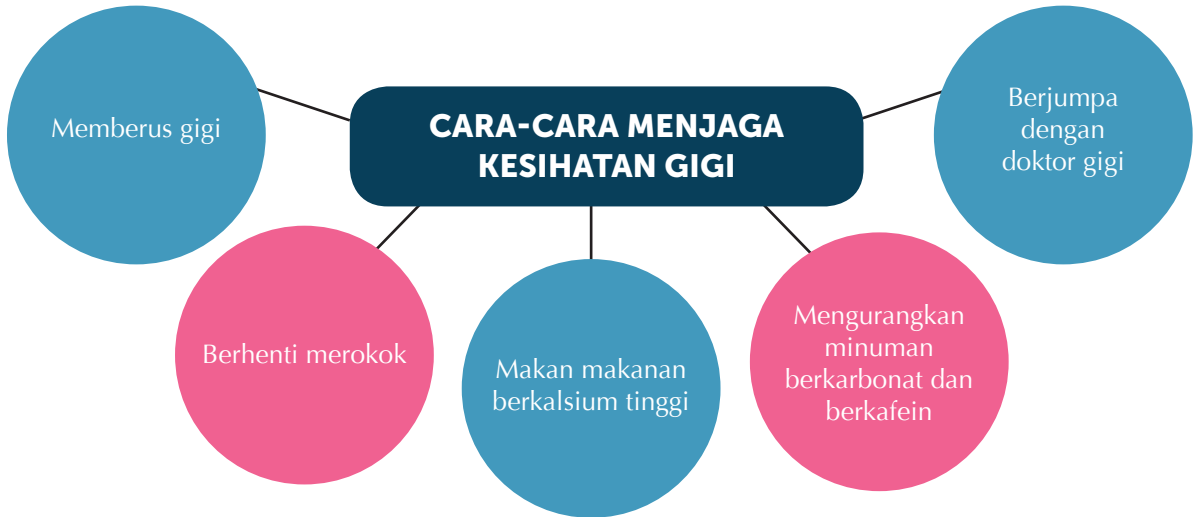 CARA-CARA MENJAGA
KESIHATAN GIGI
Memberus gigi
Berhenti merokok
Makan makanan
berkalsium tinggi
Mengurangkan
minuman
berkarbonat dan
berkafein
Berjumpa
dengan
doktor gigi